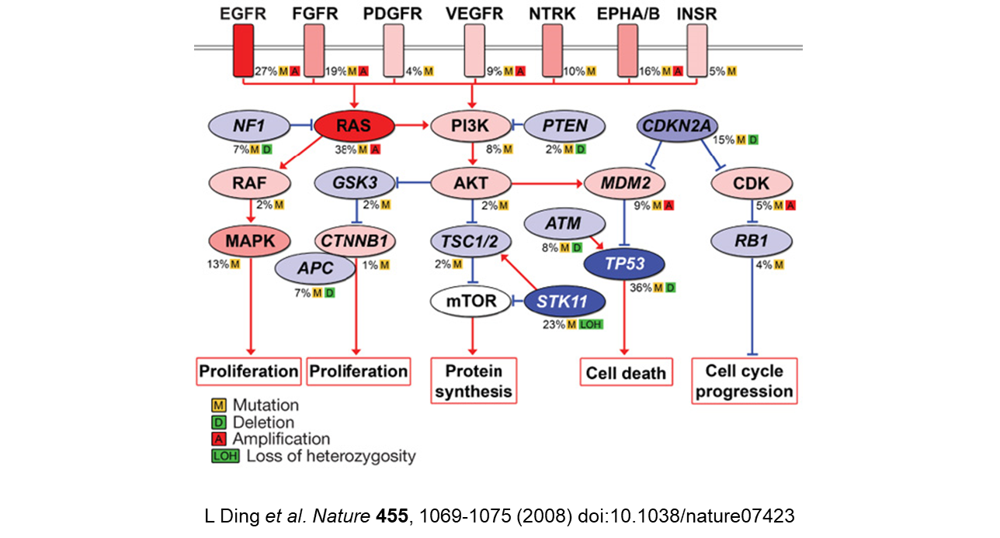 EGFR FGFR PDGFR VEGFR NTRK EPHA/B INSR
27% M A 19% M A 4% M 9% M A 10% M 16% M A 5% M
NF1 RAS PI3K PTEN CDKN2A
15% M D
7% M D 38% M A 8% M 2% M D
RAF GSK3 AKT MDM2 CDK
2% M 2% M 2% M 9% M A 5% M A
ATM
MAPK CTNNB1 TSC1/2 RB1
8% M D
13% M 1% M 2% M TP53 4% M
APC
36% M D
7% M D
mTOR STK11
23% M LOH
Proliferation Proliferation Protein Cell death Cell cycle
synthesis progression
M Mutation
D Deletion
A Amplification
LOH Loss of heterozygosity
L Ding et al. Nature 455, 1069-1075 (2008) doi:10.1038/nature07423